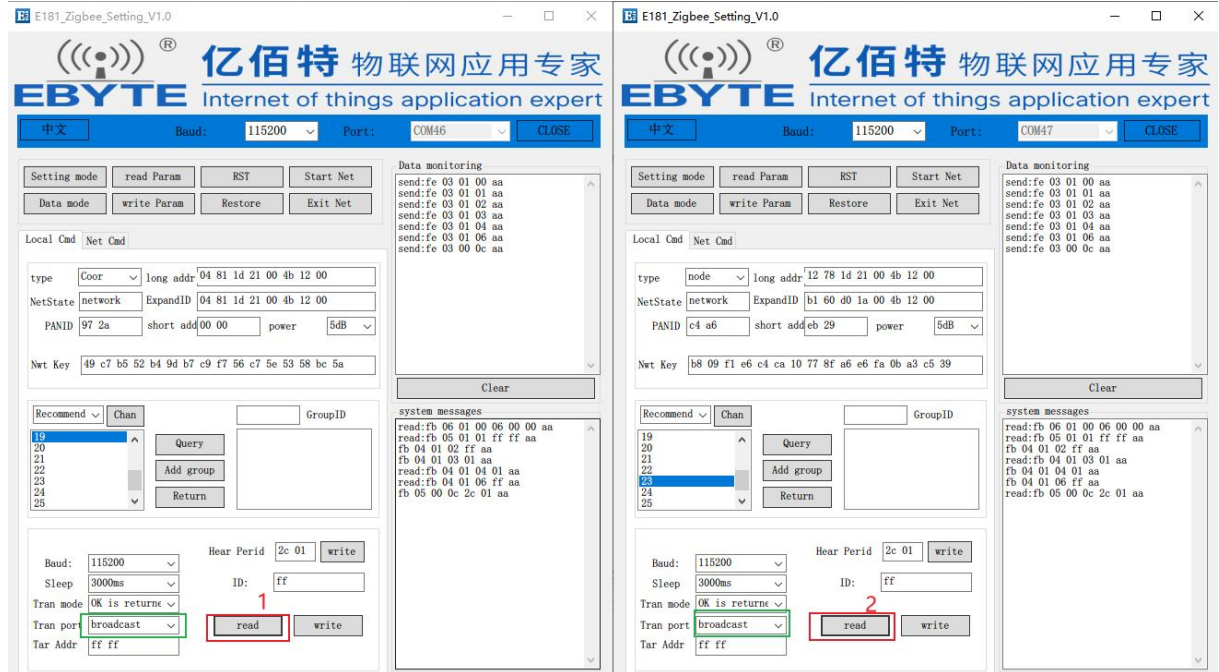 E181_Zigbee_Setting_V1.0
®
亿佰特 物联网应用专家
EBYTE Internet of things application expert
中文 Baud: 115200 Port: COM46 CLOSE
Setting mode read Param RST Start Net
Data mode write Param Restore Exit Net
Local Cmd Net Cmd
type Coor long addr 04 81 1d 21 00 4b 12 00
NetState network ExpandID 04 81 1d 21 00 4b 12 00
PANID 97 2a short add 00 00 power 5dB
Nwt Key 49 c7 b5 52 b4 9d b7 c9 f7 56 c7 5e 53 58 bc 5a
Recommend Chan GroupID
19
20
21
22
23
24
25
Query
Add group
Return
Hear Perid 2c 01 write
Baud: 115200
Sleep 3000ms ID: ff
Tran mode OK is returne 1
Tran port broadcast read write
Tar Addr ff ff
Data monitoring
send:fe 03 01 00 aa
send:fe 03 01 01 aa
send:fe 03 01 02 aa
send:fe 03 01 03 aa
send:fe 03 01 04 aa
send:fe 03 01 06 aa
send:fe 03 00 0c aa
Clear
system messages
read:fb 06 01 00 06 00 00 aa
read:fb 05 01 01 ff ff aa
fb 04 01 02 ff aa
fb 04 01 03 01 aa
read:fb 04 01 04 01 aa
read:fb 04 01 06 ff aa
fb 05 00 0c 2c 01 aa
E181_Zigbee_Setting_V1.0
®
亿佰特 物联网应用专家
EBYTE Internet of things application expert
中文 Baud: 115200 Port: COM47 CLOSE
Setting mode read Param RST Start Net
Data mode write Param Restore Exit Net
Local Cmd Net Cmd
type node long addr 12 78 1d 21 00 4b 12 00
NetState network ExpandID b1 60 d0 1a 00 4b 12 00
PANID c4 a6 short add eb 29 power 5dB
Nwt Key b8 09 f1 e6 c4 ca 10 77 8f a6 e6 fa 0b a3 c5 39
Recommend Chan GroupID
19
20
21
22
23
24
25
Query
Add group
Return
Hear Perid 2c 01 write
Baud: 115200
Sleep 3000ms ID: ff
Tran mode OK is returne 2
Tran port broadcast read write
Tar Addr ff ff
Data monitoring
send:fe 03 01 00 aa
send:fe 03 01 01 aa
send:fe 03 01 02 aa
send:fe 03 01 03 aa
send:fe 03 01 04 aa
send:fe 03 01 06 aa
send:fe 03 00 0c aa
Clear
system messages
read:fb 06 01 00 06 00 00 aa
read:fb 05 01 01 ff ff aa
fb 04 01 02 ff aa
read:fb 04 01 03 01 aa
fb 04 01 04 01 aa
fb 04 01 06 ff aa
read:fb 05 00 0c 2c 01 aa